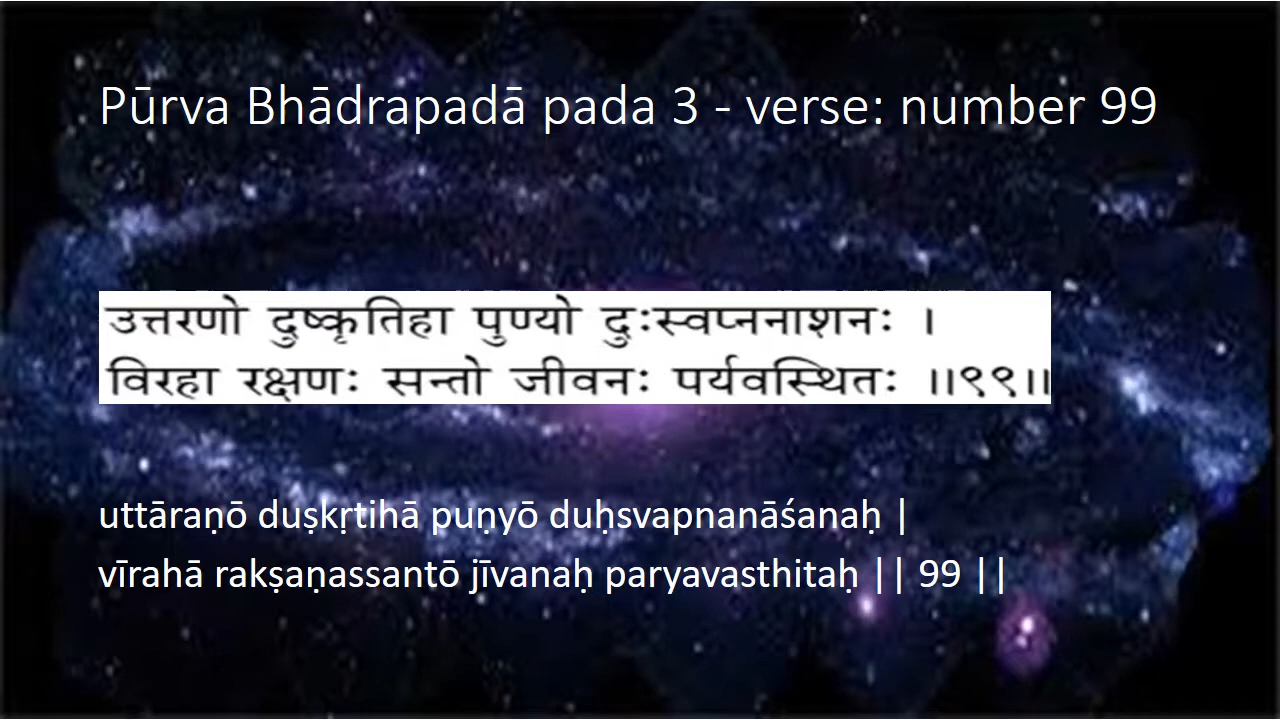 Pūrva Bhādrapadā pada 3 - verse: number 99
उत्तरणो दुष्कृतिहा पुण्यो दुःस्वप्ननाशनः ।
विरहा रक्षणः सन्तो जीवनः पर्यवस्थितः ।।९९।।
uttāraṇō duṣkṛtihā puṇyō duḥsvapnanāśanaḥ |
vīrahā rakṣaṇassantō jīvanaḥ paryavasthitaḥ || 99 ||